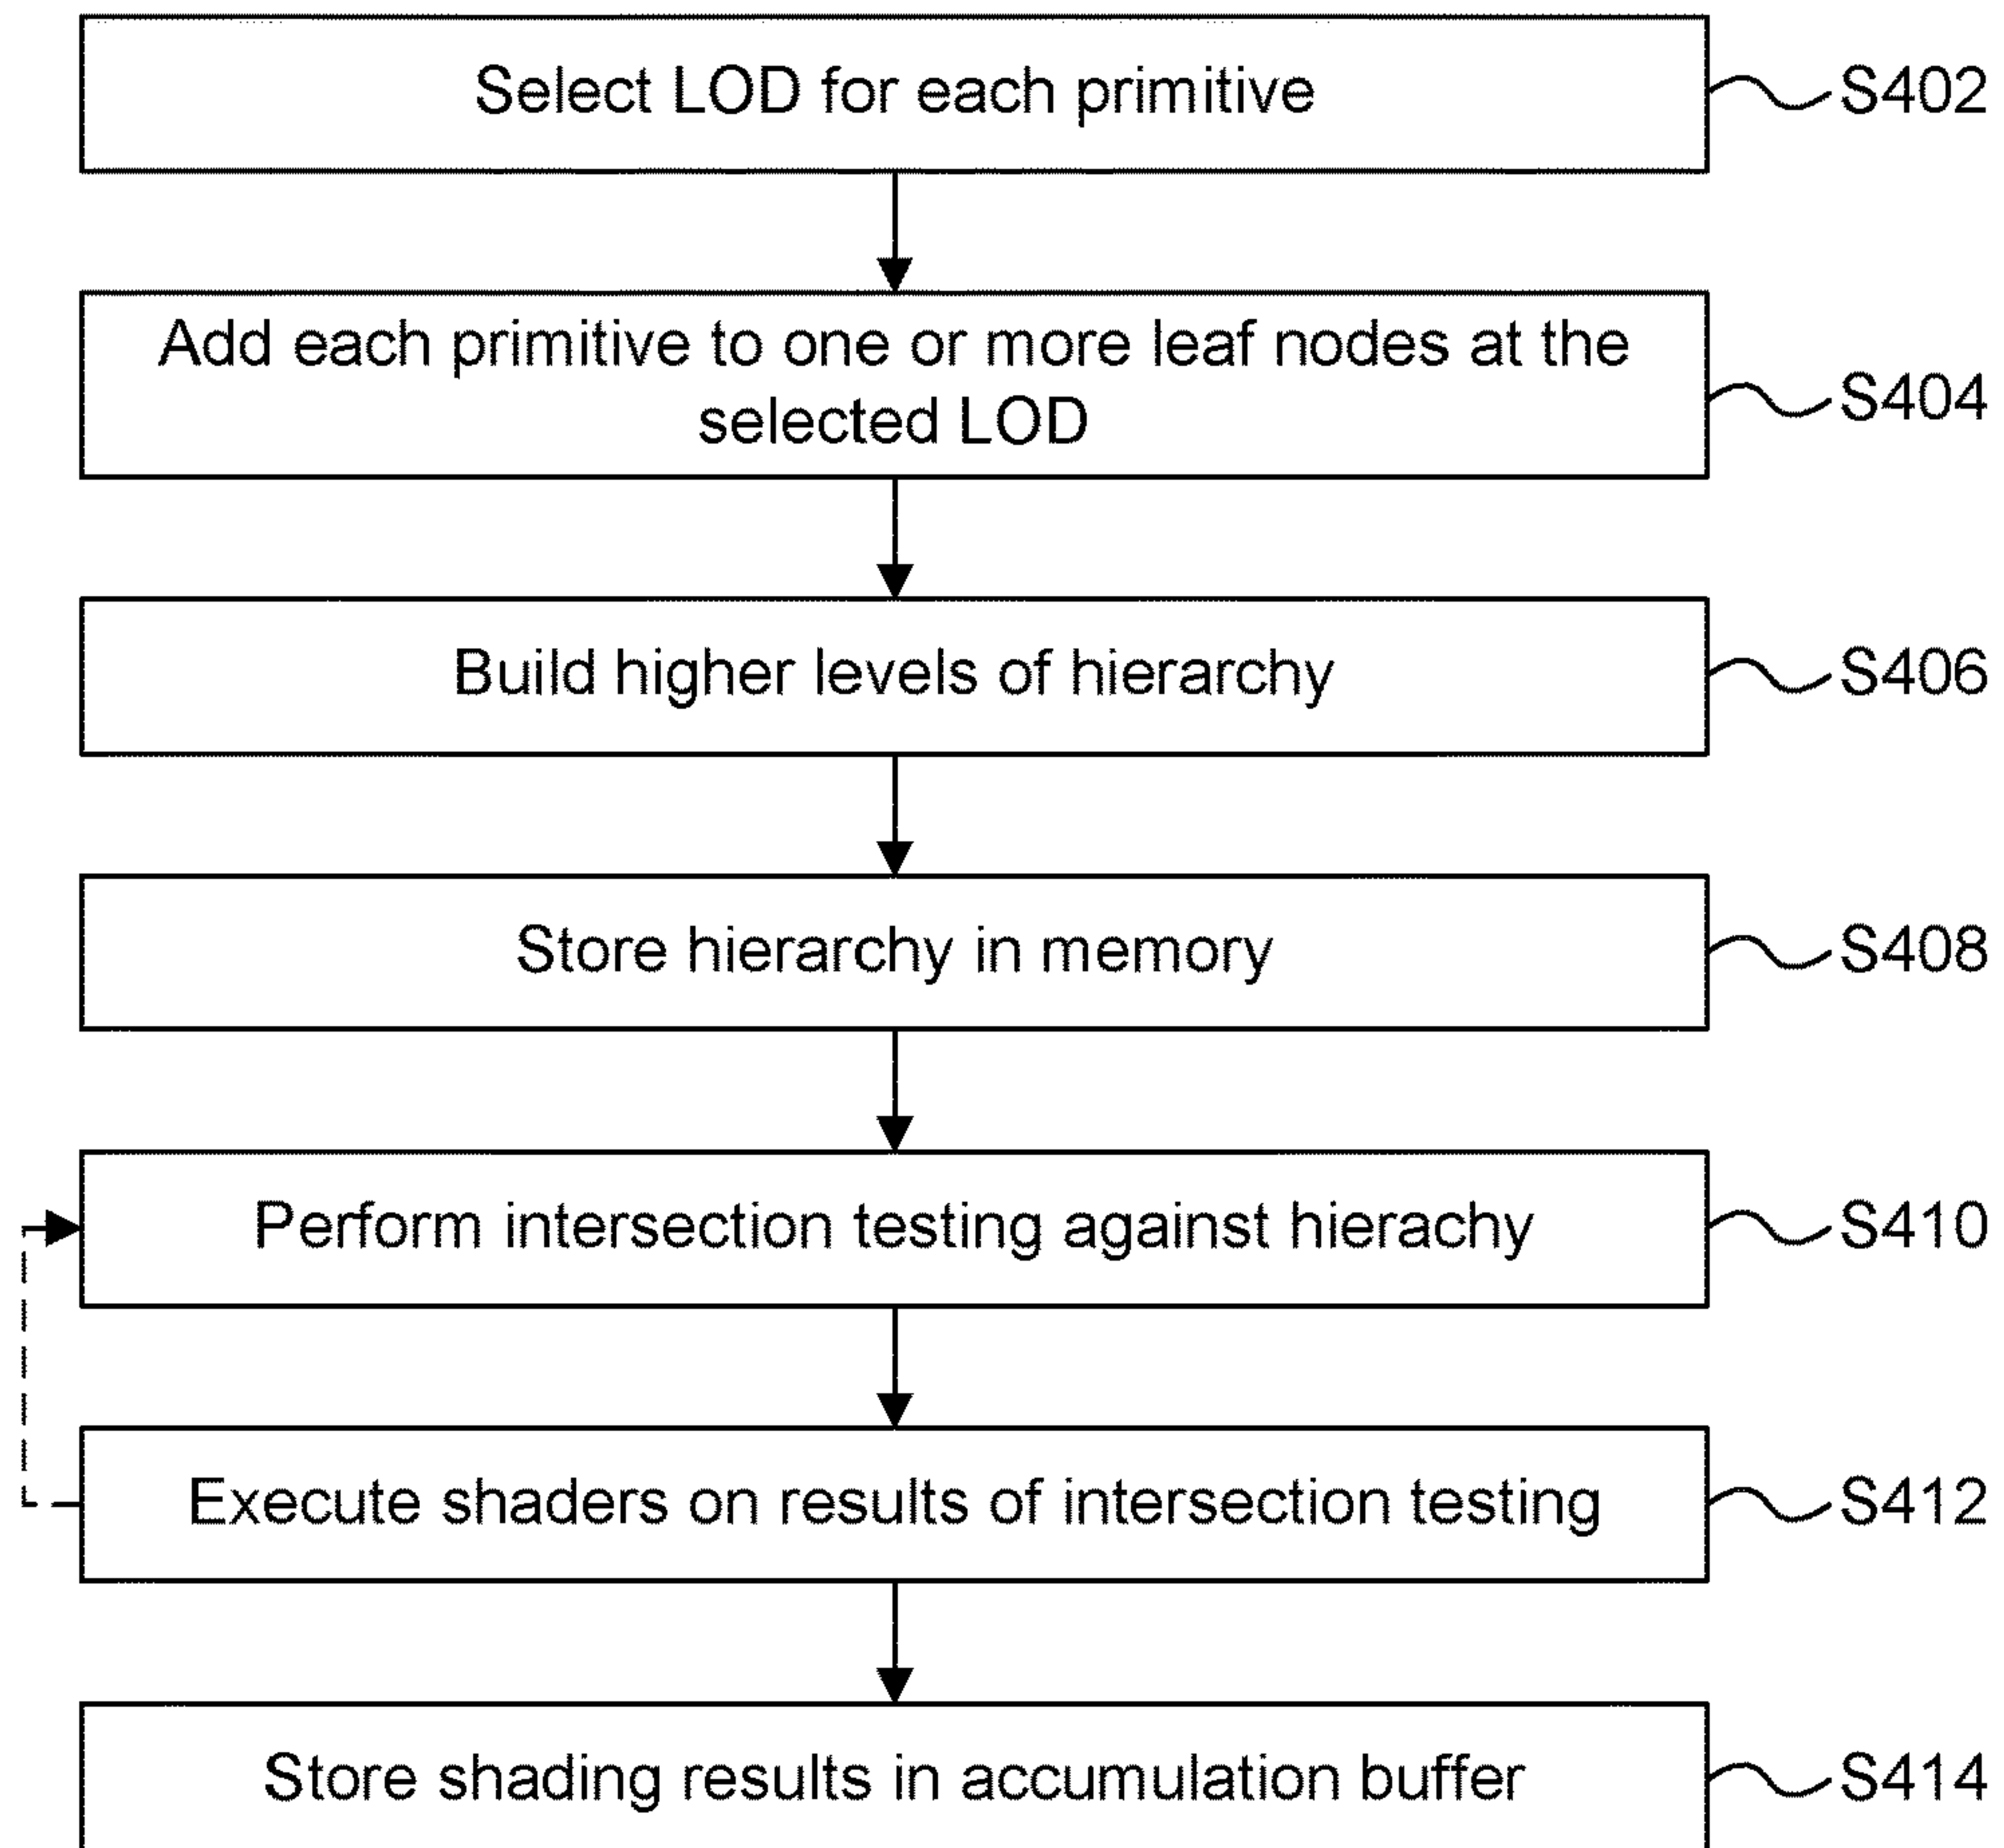 Select LOD for each primitive
S402
Add each primitive to one or more leaf nodes at the
selected LOD
S404
Build higher levels of hierarchy
S406
Store hierarchy in memory
S408
Perform intersection testing against hierachy
S410
Execute shaders on results of intersection testing
S412
Store shading results in accumulation buffer
S414